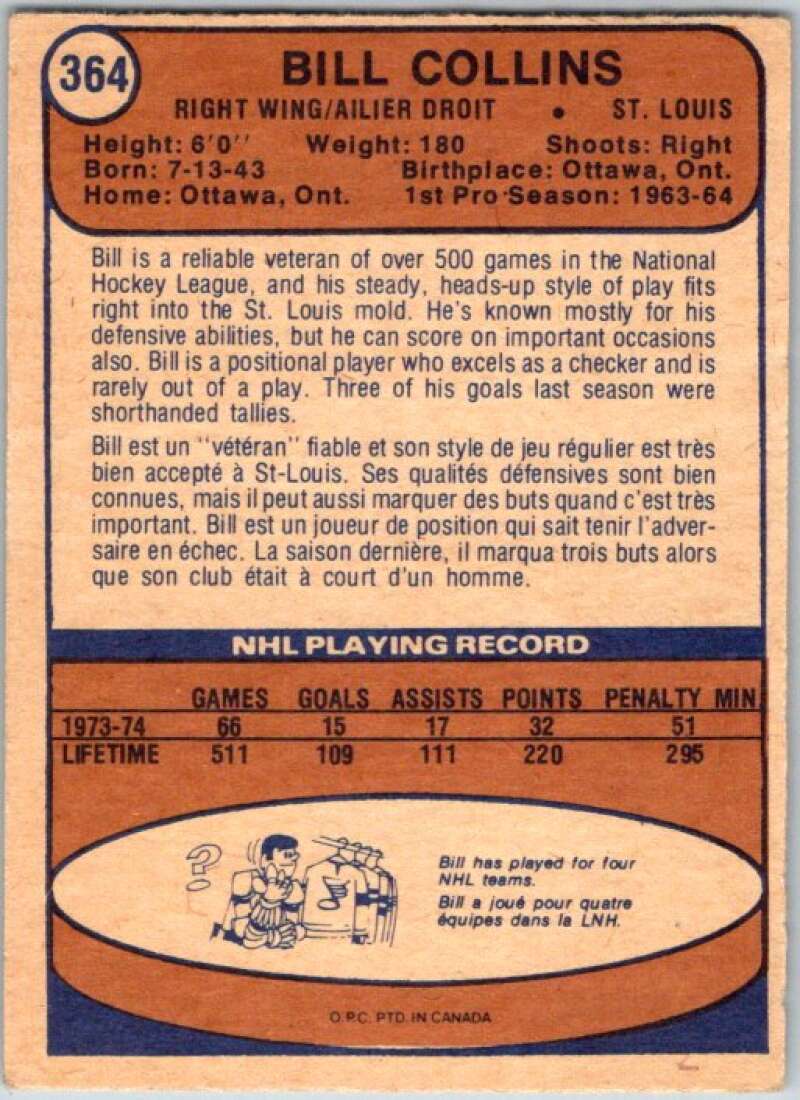 364
BILL COLLINS
RIGHT WING/AILIER DROIT • ST. LOUIS
Height: 6'0'' Weight: 180 Shoots: Right
Born: 7-13-43 Birthplace: Ottawa, Ont.
Home: Ottawa, Ont. 1st Pro Season: 1963-64
Bill is a reliable veteran of over 500 games in the National
Hockey League, and his steady, heads-up style of play fits
right into the St. Louis mold. He's known mostly for his
defensive abilities, but he can score on important occasions
also. Bill is a positional player who excels as a checker and is
rarely out of a play. Three of his goals last season were
shorthanded tallies.
Bill est un ''vétéran'' fiable et son style de jeu régulier est très
bien accepté à St-Louis. Ses qualités défensives sont bien
connues, mais il peut aussi marquer des buts quand c'est très
important. Bill est un joueur de position qui sait tenir l'adver-
saire en échec. La saison dernière, il marqua trois buts alors
que son club était à court d'un homme.
NHL PLAYING RECORD
GAMES GOALS ASSISTS POINTS PENALTY MIN.
1973-74 66 15 17 32 51
LIFETIME 511 109 111 220 295
?
Bill has played for four
NHL teams.
Bill a joué pour quatre
équipes dans la LNH.
O.P.C. PTD. IN CANADA